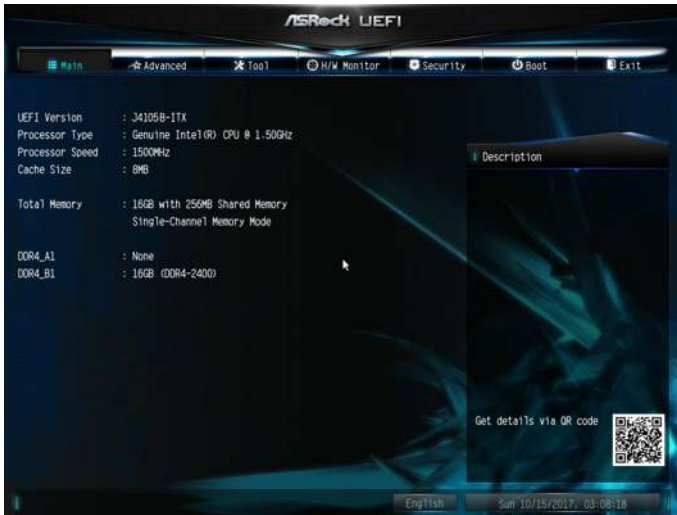 ASRock UEFI
Main
Advanced
Tool
H/W Monitor
Security
Boot
Exit
UEFI Version : J4105B-ITX
Processor Type : Genuine Intel(R) CPU @ 1.50GHz
Processor Speed : 1500MHz
Cache Size : 8MB
Total Memory : 16GB with 256MB Shared Memory
Single-Channel Memory Mode
DDR4_A1 : None
DDR4_B1 : 16GB (DDR4-2400)
Description
Get details via QR code
English
Sun 10/15/2017, 03:08:18